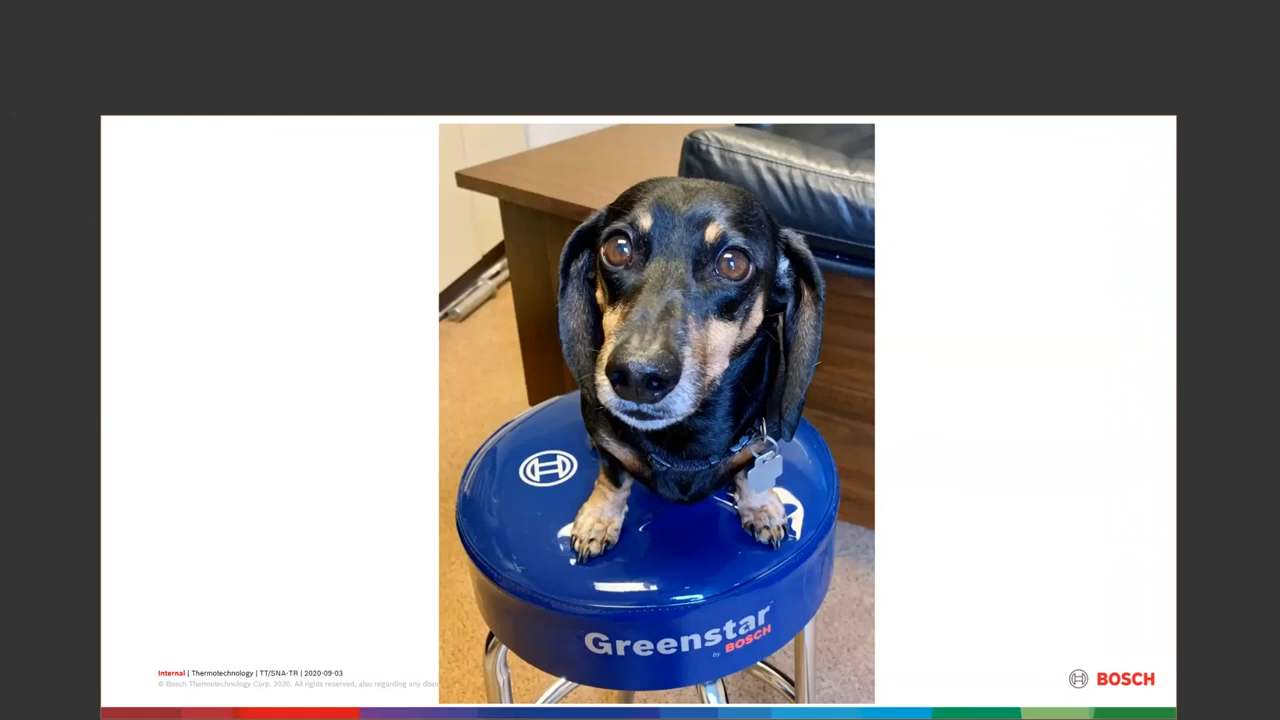 Greenstar
by BOSCH
Internal | Thermotechnology | TT/SNA-TR | 2020-09-03
© Bosch Thermotechnology Corp. 2020. All rights reserved, also regarding any
BOSCH